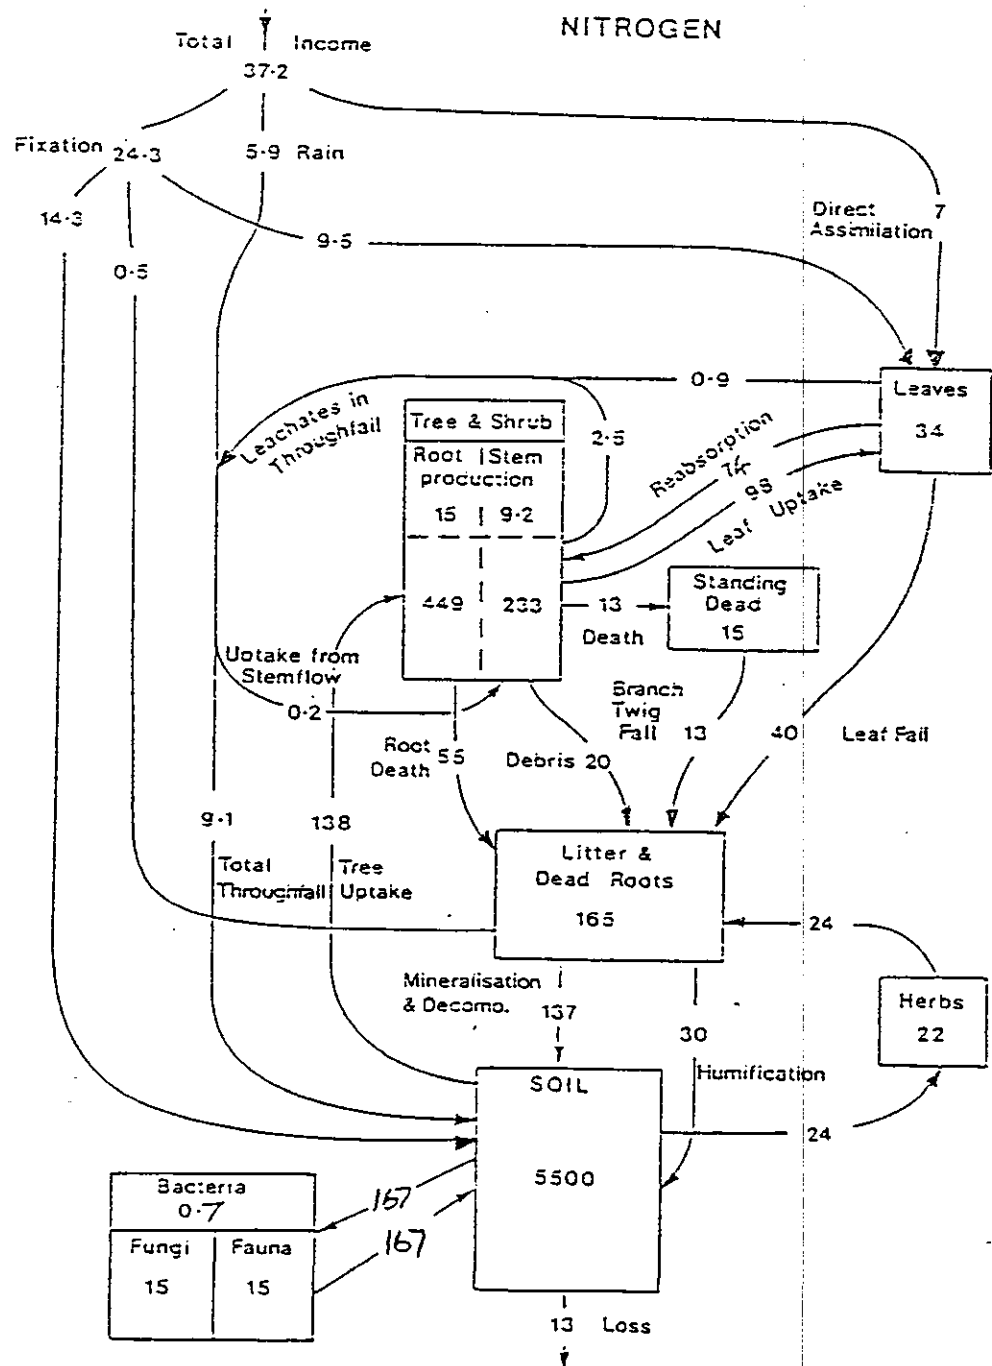 NITROGEN
Total Income
37·2
Fixation 24·3
5·9 Rain
14·3
0·5
9·5
Direct
Assimilation
7
Leaves
34
0·9
Leachates in
Throughfall
Tree & Shrub
Root Stem
production
15 9·2
449 233
2·5
Reabsorption
74
98
Leaf Uptake
13
Death
Standing
Dead
15
Uptake from
Stemflow
0·2
Root
Death 55
Debris 20
Branch
Twig
Fall 13
40 Leaf Fall
9·1
Total
Throughfall
138
Tree
Uptake
Litter &
Dead Roots
165
24
Mineralisation
& Decomp. 137
30
Humification
Herbs
22
24
SOIL
5500
Bacteria
0·7
Fungi
15
Fauna
15
167
167
13 Loss